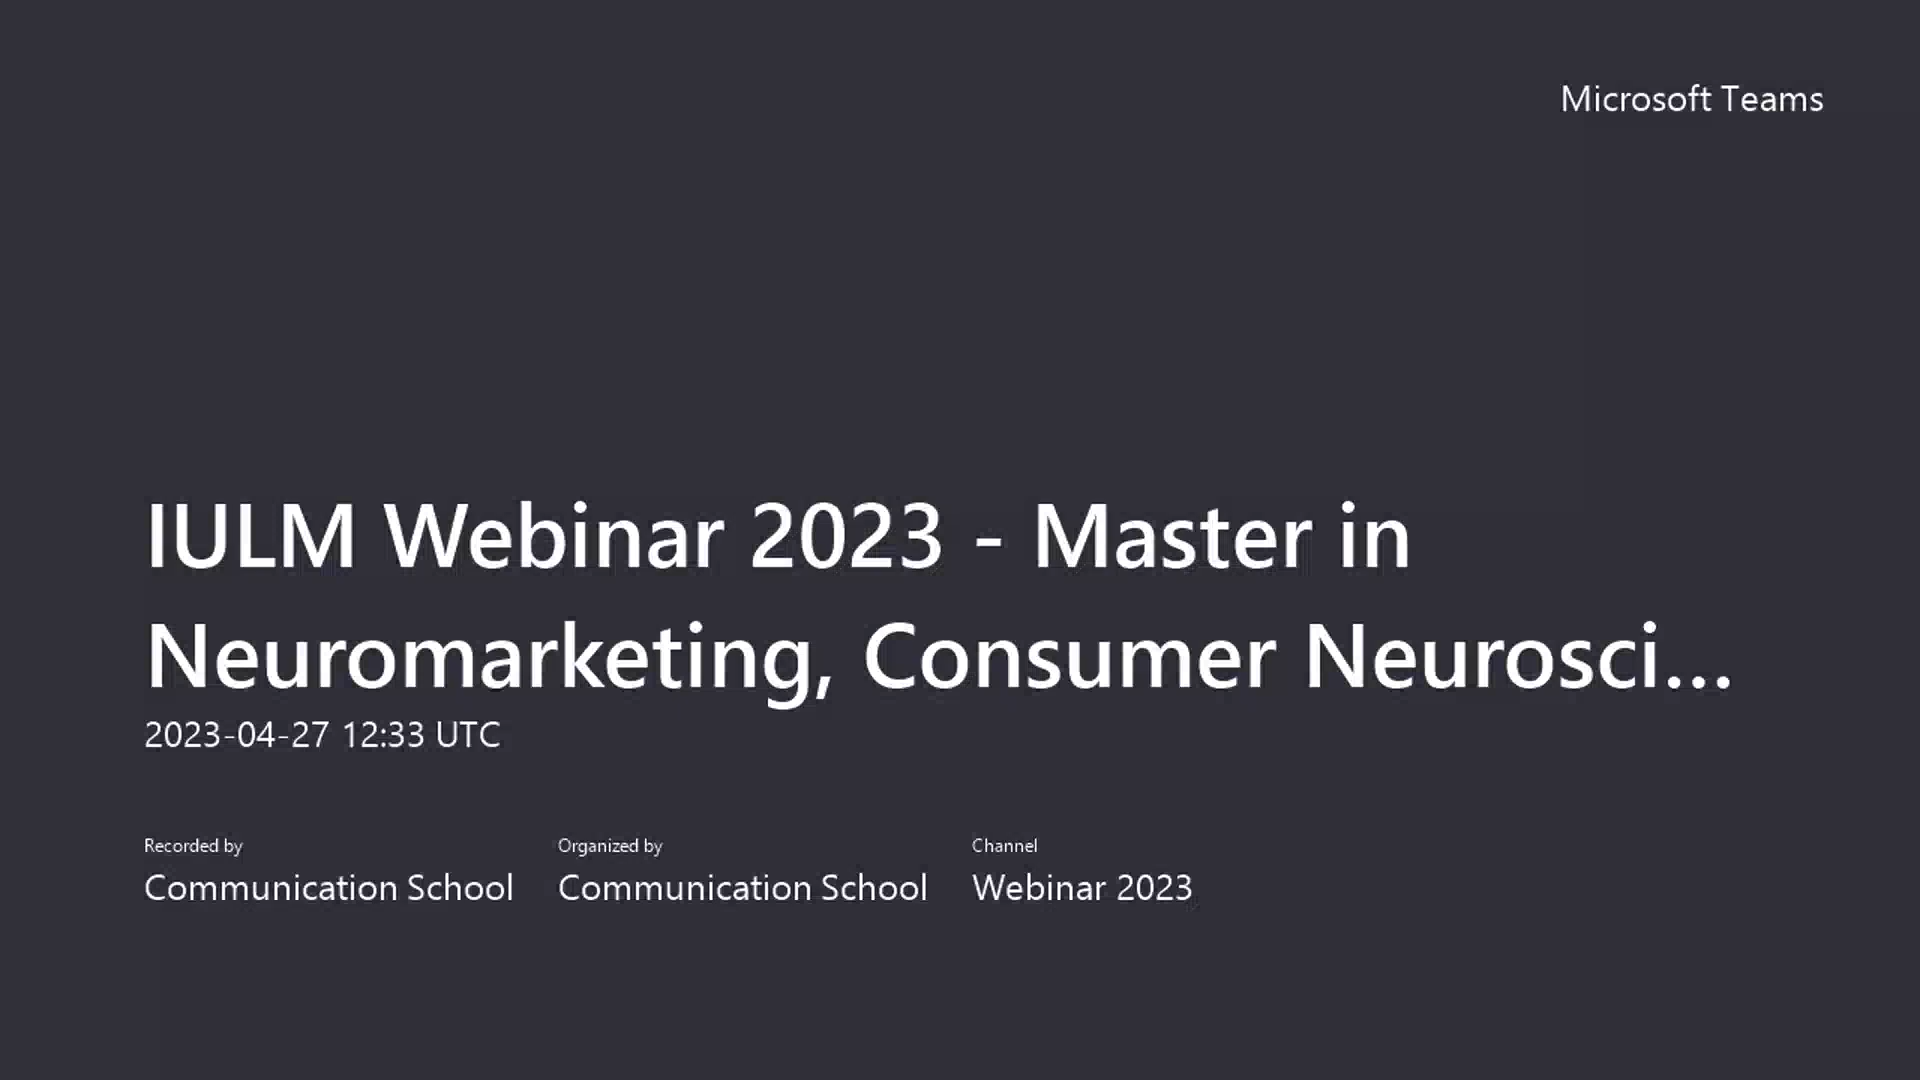 Microsoft Teams
IULM Webinar 2023 - Master in
Neuromarketing, Consumer Neurosci...
2023-04-27 12:33 UTC
Recorded by
Communication School
Organized by
Communication School
Channel
Webinar 2023